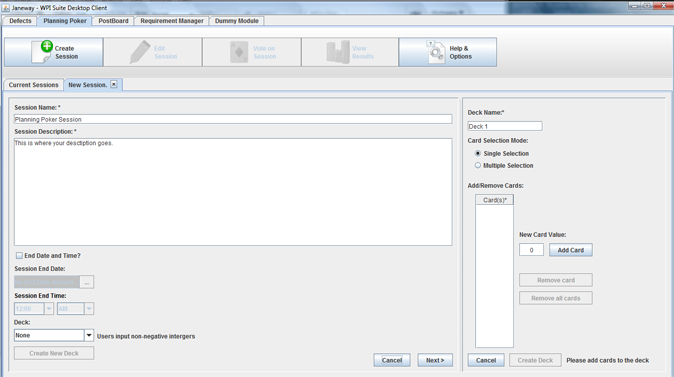 Janeway - WPI Suite Desktop Client
Defects Planning Poker PostBoard Requirement Manager Dummy Module
Create Session
Edit Session
Vote on Session
View Results
Help & Options
Current Sessions New Session.
Session Name: *
Planning Poker Session
Session Description: *
This is where your desctiption goes.
End Date and Time?
Session End Date:
...
Session End Time:
12:00 AM
Deck:
None
Users input non-negative intergers
Create New Deck
Cancel Next >
Deck Name:*
Deck 1
Card Selection Mode:
Single Selection
Multiple Selection
Add/Remove Cards:
Card(s)*
New Card Value:
0 Add Card
Remove card
Remove all cards
Cancel Create Deck Please add cards to the deck